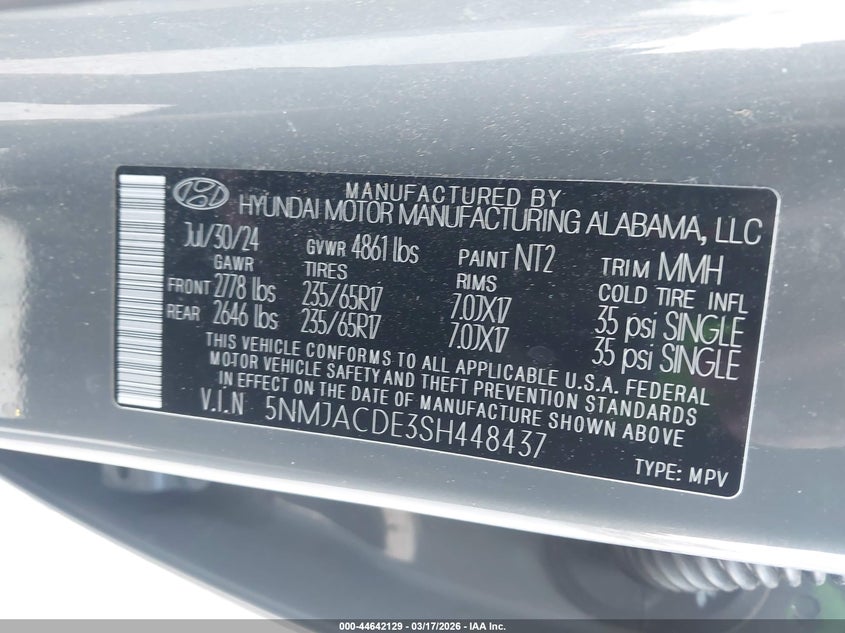 MANUFACTURED BY
HYUNDAI MOTOR MANUFACTURING ALABAMA, LLC
Jul/30/24 GVWR 4861 lbs PAINT NT2 TRIM MMH
GAWR TIRES RIMS COLD TIRE INFL
FRONT 2778 lbs 235/65R17 7.0JX17 35 psi SINGLE
REAR 2646 lbs 235/65R17 7.0JX17 35 psi SINGLE
THIS VEHICLE CONFORMS TO ALL APPLICABLE U.S.A. FEDERAL
MOTOR VEHICLE SAFETY AND THEFT PREVENTION STANDARDS
IN EFFECT ON THE DATE OF MANUFACTURE SHOWN ABOVE
V.I.N 5NMJACDE3SH448437
TYPE: MPV
000-44642129 - 03/17/2026 - IAA Inc.